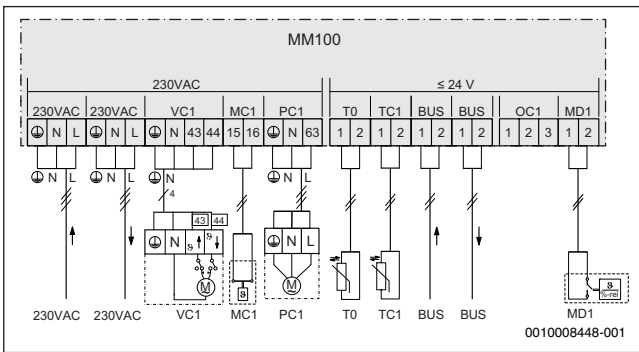 MM100
230VAC ≤ 24 V
230VAC 230VAC VC1 MC1 PC1 T0 TC1 BUS BUS OC1 MD1
N L N L N 43 44 15 16 N 63 1 2 1 2 1 2 1 2 1 2 3 1 2
N L N L N N L
4
43 44
N ϑ ϑ N L
M M
ϑ ϑ
%-rel
230VAC 230VAC VC1 MC1 PC1 T0 TC1 BUS BUS MD1
0010008448-001